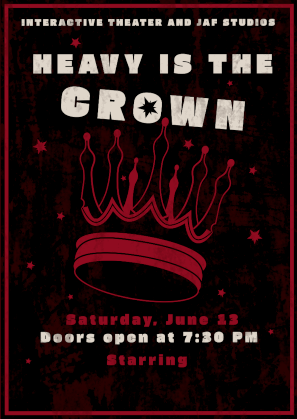 INTERACTIVE THEATER AND JAF STUDIOS
HEAVY IS THE
CROWN
Saturday, June 13
Doors open at 7:30 PM
Starring